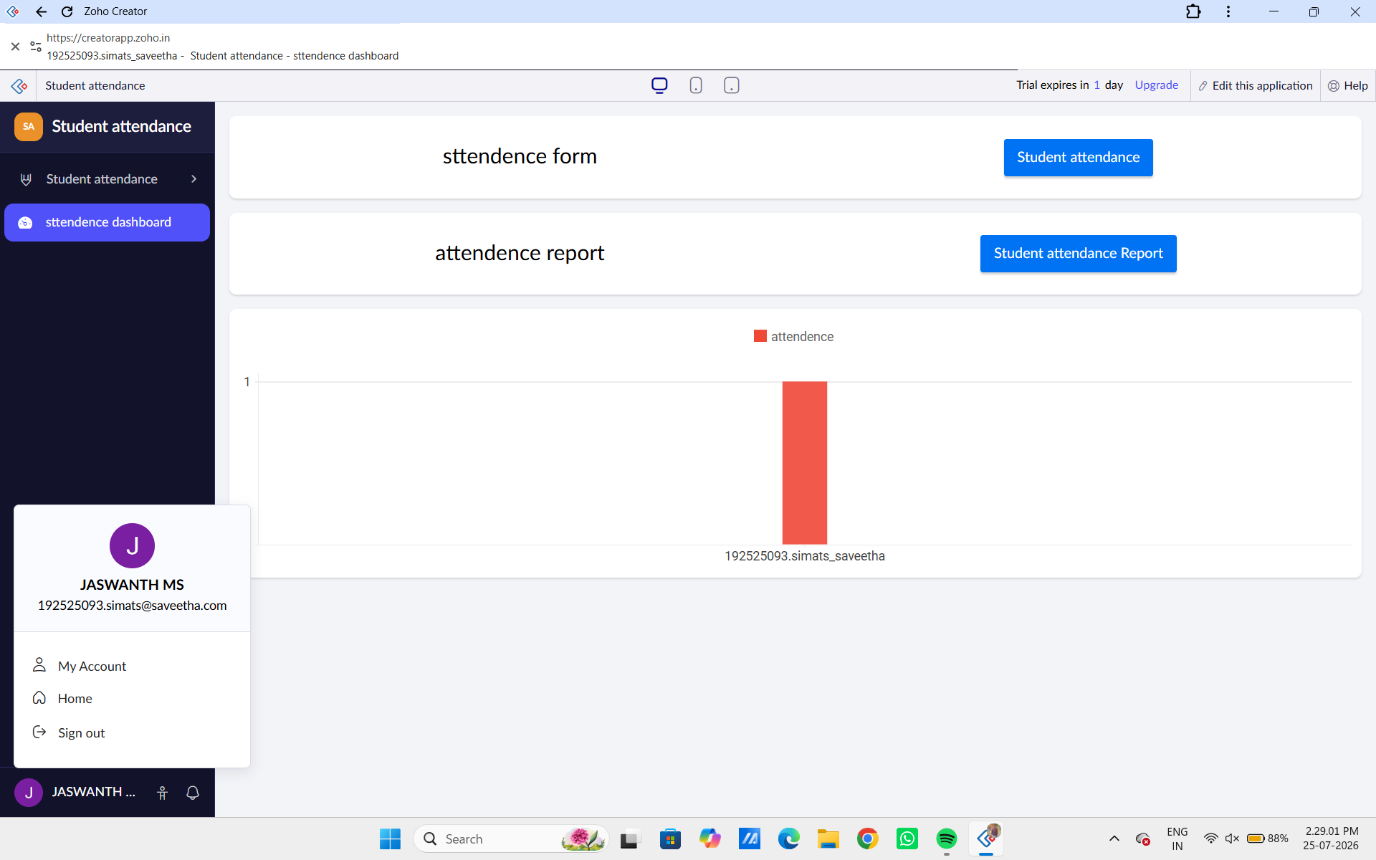 Zoho Creator
https://creatorapp.zoho.in
192525093.simats_saveetha - Student attendance - sttendence dashboard
Student attendance
Trial expires in 1 day Upgrade
Edit this application
Help
SA Student attendance
Student attendance
sttendence dashboard
sttendence form
Student attendance
attendence report
Student attendance Report
attendence
1
192525093.simats_saveetha
J
JASWANTH MS
192525093.simats@saveetha.com
My Account
Home
Sign out
J JASWANTH ...
Search
ENG
IN
88%
2.29.01 PM
25-07-2026